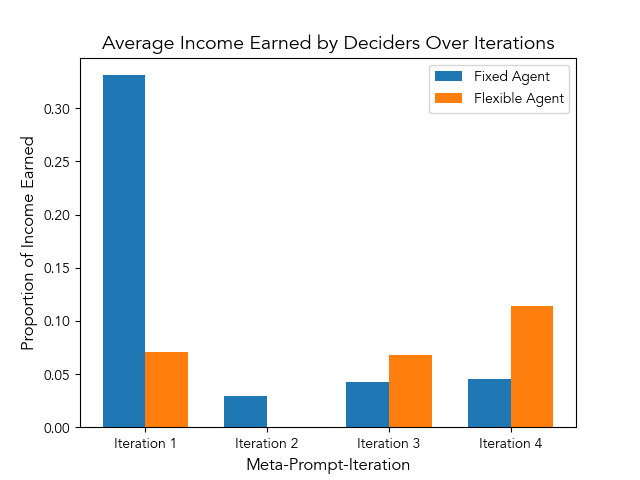 Average Income Earned by Deciders Over Iterations
Fixed Agent
Flexible Agent
Proportion of Income Earned
0.30
0.25
0.20
0.15
0.10
0.05
0.00
Iteration 1
Iteration 2
Iteration 3
Iteration 4
Meta-Prompt-Iteration